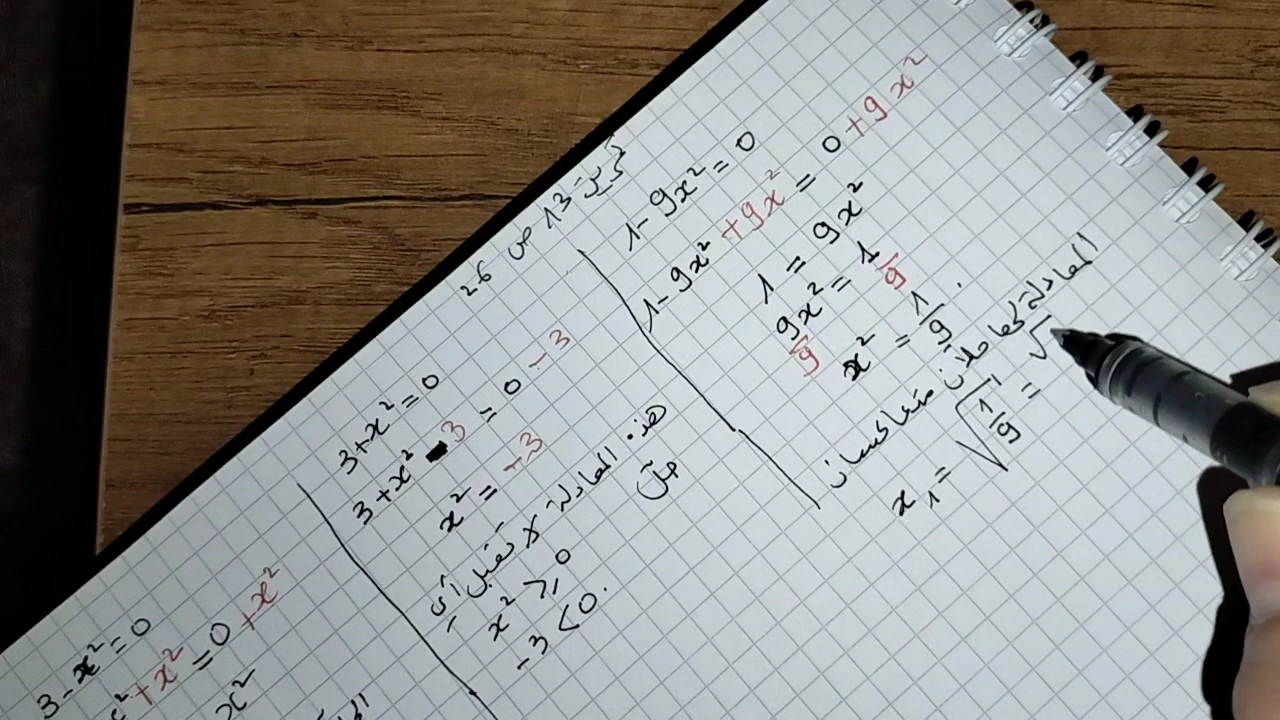 تمرين 13 ص 26
1 - 9x² = 0
1 - 9x² + 9x² = 0 + 9x²
1 = 9x²
9x²/9 = 1/9
x² = 1/9 .
المعادلة لها حلان متعاكسان
x₁ = √(1/9) = √
3 + x² = 0
3 + x² - 3 = 0 - 3
x² = -3
هذه المعادلة لا تقبل أي
حل
x² ⩾ 0
-3 < 0.
3 - x² = 0
x² + x² = 0 + x²
x²